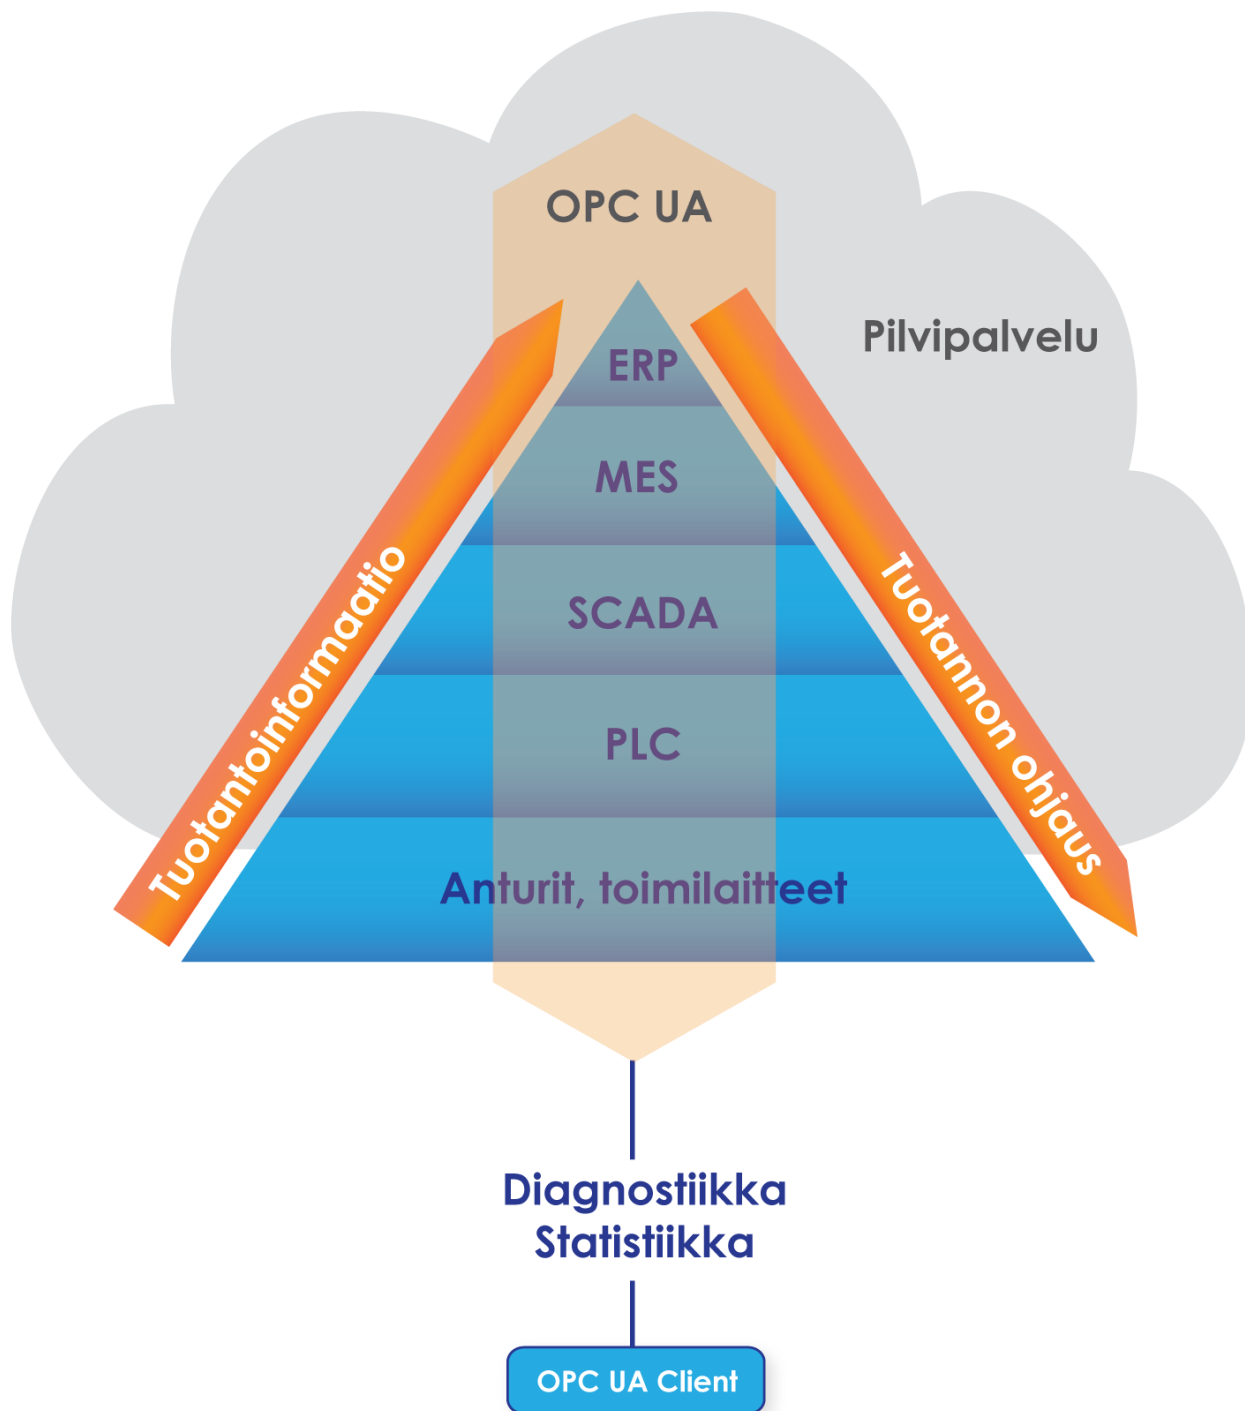 OPC UA
Pilvipalvelu
ERP
MES
SCADA
PLC
Anturit, toimilaitteet
Tuotantoinformaatio
Tuotannon ohjaus
Diagnostiikka
Statistiikka
OPC UA Client